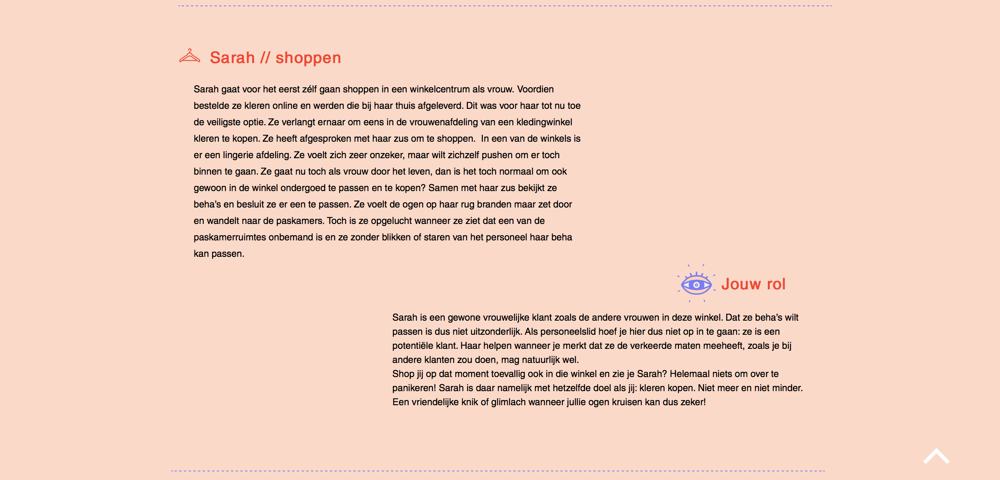 Sarah // shoppen
Sarah gaat voor het eerst zélf gaan shoppen in een winkelcentrum als vrouw. Voordien
bestelde ze kleren online en werden die bij haar thuis afgeleverd. Dit was voor haar tot nu toe
de veiligste optie. Ze verlangt ernaar om eens in de vrouwenafdeling van een kledingwinkel
kleren te kopen. Ze heeft afgesproken met haar zus om te shoppen.  In een van de winkels is
er een lingerie afdeling. Ze voelt zich zeer onzeker, maar wilt zichzelf pushen om er toch
binnen te gaan. Ze gaat nu toch als vrouw door het leven, dan is het toch normaal om ook
gewoon in de winkel ondergoed te passen en te kopen? Samen met haar zus bekijkt ze
beha’s en besluit ze er een te passen. Ze voelt de ogen op haar rug branden maar zet door
en wandelt naar de paskamers. Toch is ze opgelucht wanneer ze ziet dat een van de
paskamerruimtes onbemand is en ze zonder blikken of staren van het personeel haar beha
kan passen.
Jouw rol
Sarah is een gewone vrouwelijke klant zoals de andere vrouwen in deze winkel. Dat ze beha’s wilt
passen is dus niet uitzonderlijk. Als personeelslid hoef je hier dus niet op in te gaan: ze is een
potentiële klant. Haar helpen wanneer je merkt dat ze de verkeerde maten meeheeft, zoals je bij
andere klanten zou doen, mag natuurlijk wel.
Shop jij op dat moment toevallig ook in die winkel en zie je Sarah? Helemaal niets om over te
panikeren! Sarah is daar namelijk met hetzelfde doel als jij: kleren kopen. Niet meer en niet minder.
Een vriendelijke knik of glimlach wanneer jullie ogen kruisen kan dus zeker!